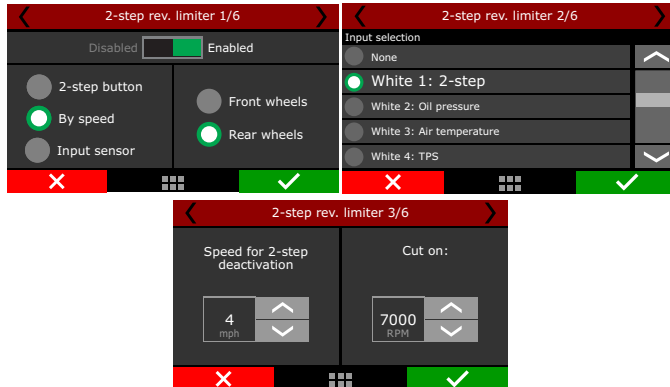 2-step rev. limiter 1/6
Disabled Enabled
2-step button
By speed
Input sensor
Front wheels
Rear wheels
2-step rev. limiter 2/6
Input selection
None
White 1: 2-step
White 2: Oil pressure
White 3: Air temperature
White 4: TPS
2-step rev. limiter 3/6
Speed for 2-step
deactivation
4
mph
Cut on:
7000
RPM